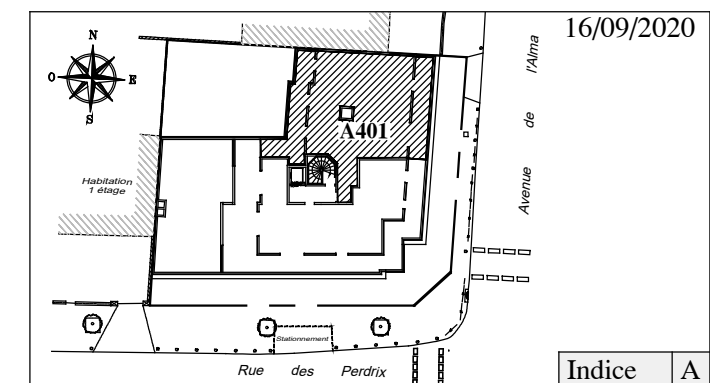 16/09/2020
N
O
E
S
A401
Habitation
1 étage
Avenue de l'Alma
Stationnement
Rue des Perdrix
Indice A